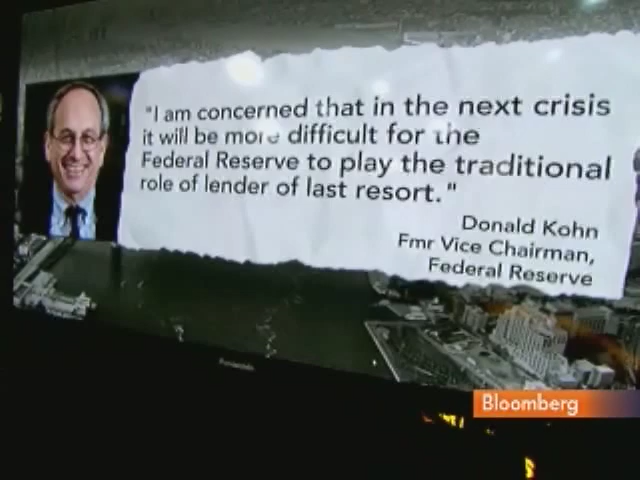 "I am concerned that in the next crisis
it will be more difficult for the
Federal Reserve to play the traditional
role of lender of last resort."
Donald Kohn
Fmr Vice Chairman,
Federal Reserve
Panasonic
Bloomberg